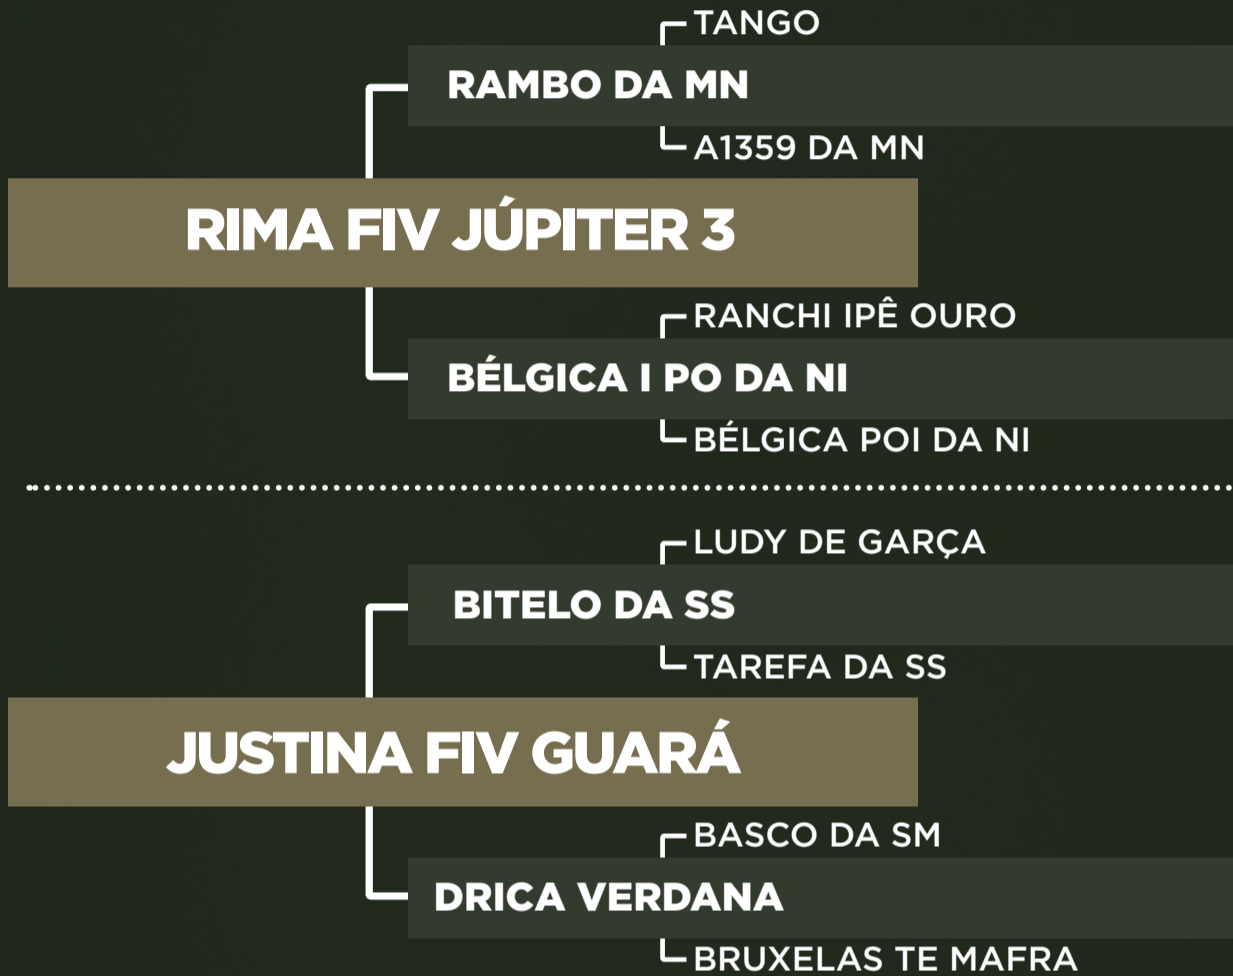 TANGO
RAMBO DA MN
A1359 DA MN
RIMA FIV JÚPITER 3
RANCHI IPÊ OURO
BÉLGICA I PO DA NI
BÉLGICA POI DA NI
LUDY DE GARÇA
BITELO DA SS
TAREFA DA SS
JUSTINA FIV GUARÁ
BASCO DA SM
DRICA VERDANA
BRUXELAS TE MAFRA